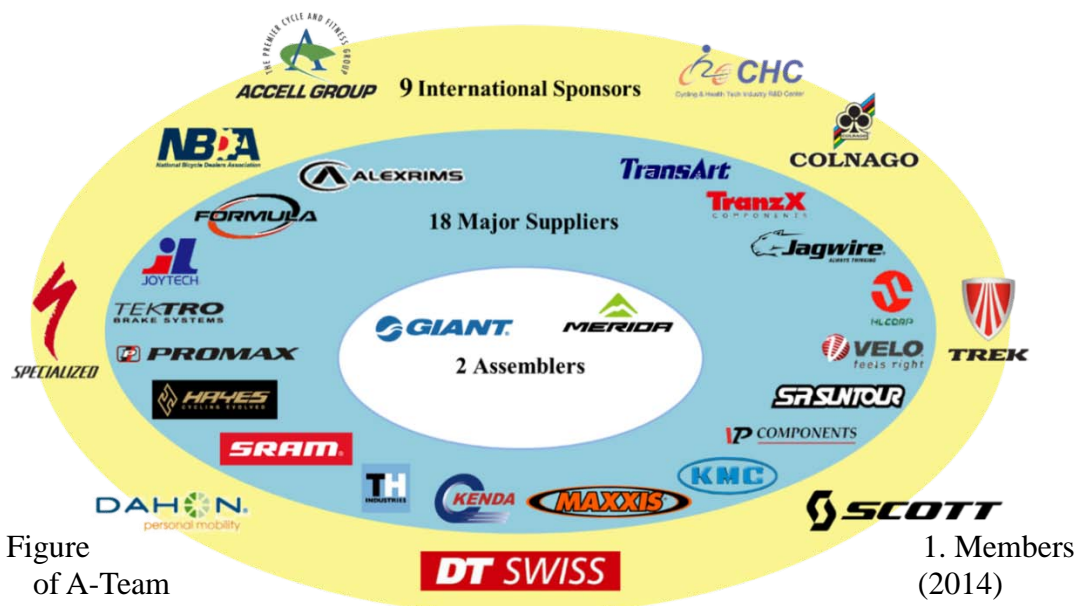 THE PREMIER CYCLE AND FITNESS GROUP
ACCELL GROUP
9 International Sponsors
CHC
Cycling & Health Tech Industry R&D Center
NBDA
National Bicycle Dealers Association
COLNAGO
COLNAGO
ALEXRIMS
TransArt
FORMULA
18 Major Suppliers
TranzX
COMPONENTS
JOYTECH
Jagwire
ALWAYS THINKING
SPECIALIZED
TEKTRO
BRAKE SYSTEMS
GIANT
MERIDA
HLCORP
TREK
P PROMAX
2 Assemblers
VELO
feels right
HAYES
CYCLING EVOLVED
SR SUNTOUR
SRAM
VP COMPONENTS
TH
INDUSTRIES
KENDA
MAXXIS
KMC
DAHON.
personal mobility
SCOTT
DT SWISS
Figure 1. Members
of A-Team (2014)